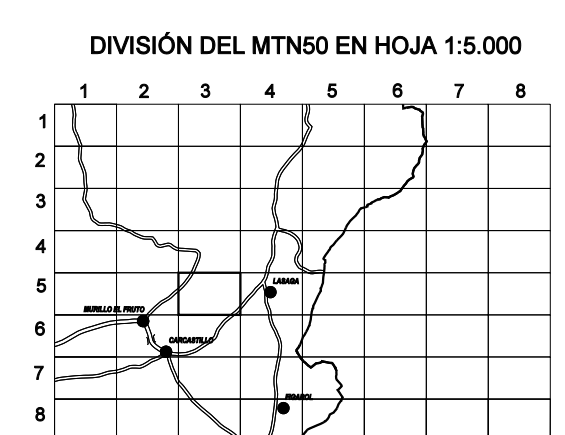 DIVISIÓN DEL MTN50 EN HOJA 1:5.000
1 2 3 4 5 6 7 8
1
2
3
4
5
LASAGA
MURILLO EL FRUTO
6
CARCASTILLO
7
FIGAROL
8